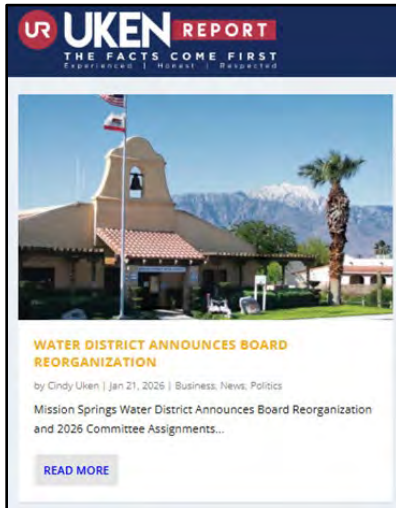 UR UKEN REPORT
THE FACTS COME FIRST
Experienced | Honest | Respected
WATER DISTRICT ANNOUNCES BOARD
REORGANIZATION
by Cindy Uken | Jan 21, 2026 | Business, News, Politics
Mission Springs Water District Announces Board Reorganization
and 2026 Committee Assignments...
READ MORE